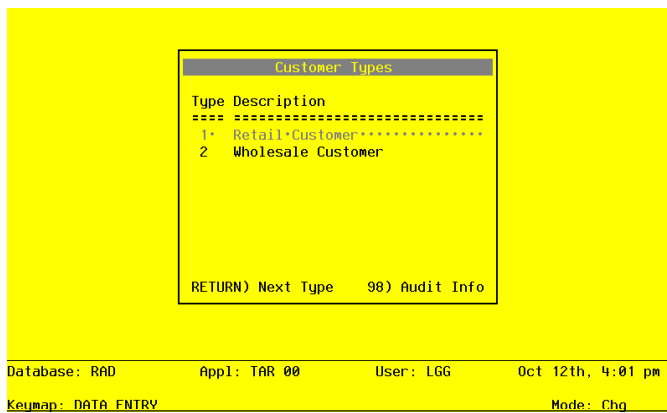 Customer Types
Type Description
==== ==============================
1· Retail·Customer···············
2 Wholesale Customer
RETURN) Next Type 98) Audit Info
Database: RAD Appl: TAR 00 User: LGG Oct 12th, 4:01 pm
Keymap: DATA ENTRY Mode: Chg